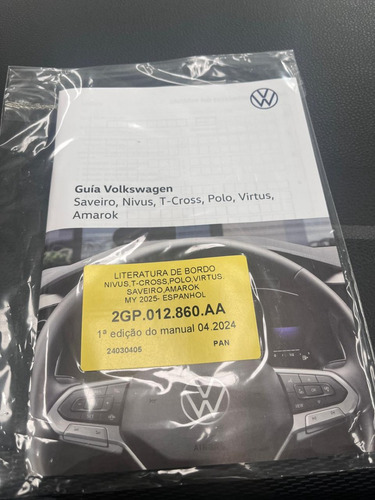 Guía Volkswagen
Saveiro, Nivus, T-Cross, Polo, Virtus,
Amarok
LITERATURA DE BORDO
NIVUS,T-CROSS,POLO,VIRTUS.
SAVEIRO,AMAROK
MY 2025- ESPANHOL
2GP.012.860.AA
1ª edição do manual 04.2024
24030405 PAN